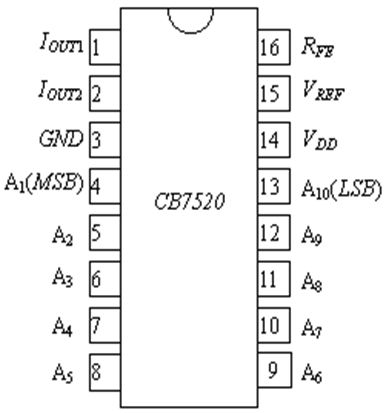 IOUT1 1 16 RFE
IOUT2 2 15 VREF
GND 3 14 VDD
A1(MSB) 4 13 A10(LSB)
CB7520
A2 5 12 A9
A3 6 11 A8
A4 7 10 A7
A5 8 9 A6